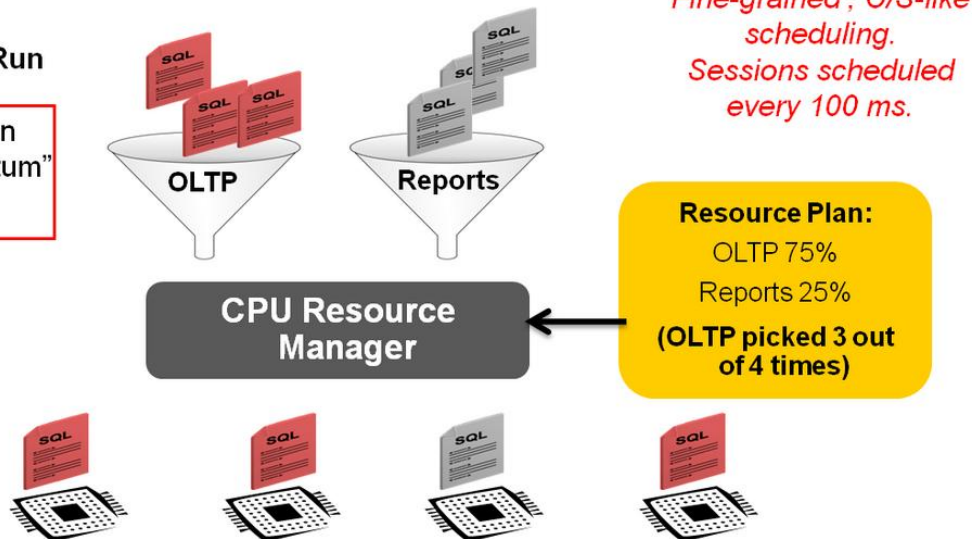 Fine-grained, O/S-like
scheduling.
Sessions scheduled
every 100 ms.
Run
SQL
SQL
SQL
SQL
SQL
OLTP
Reports
Resource Plan:
OLTP 75%
Reports 25%
(OLTP picked 3 out
of 4 times)
CPU Resource
Manager
SQL
SQL
SQL
SQL